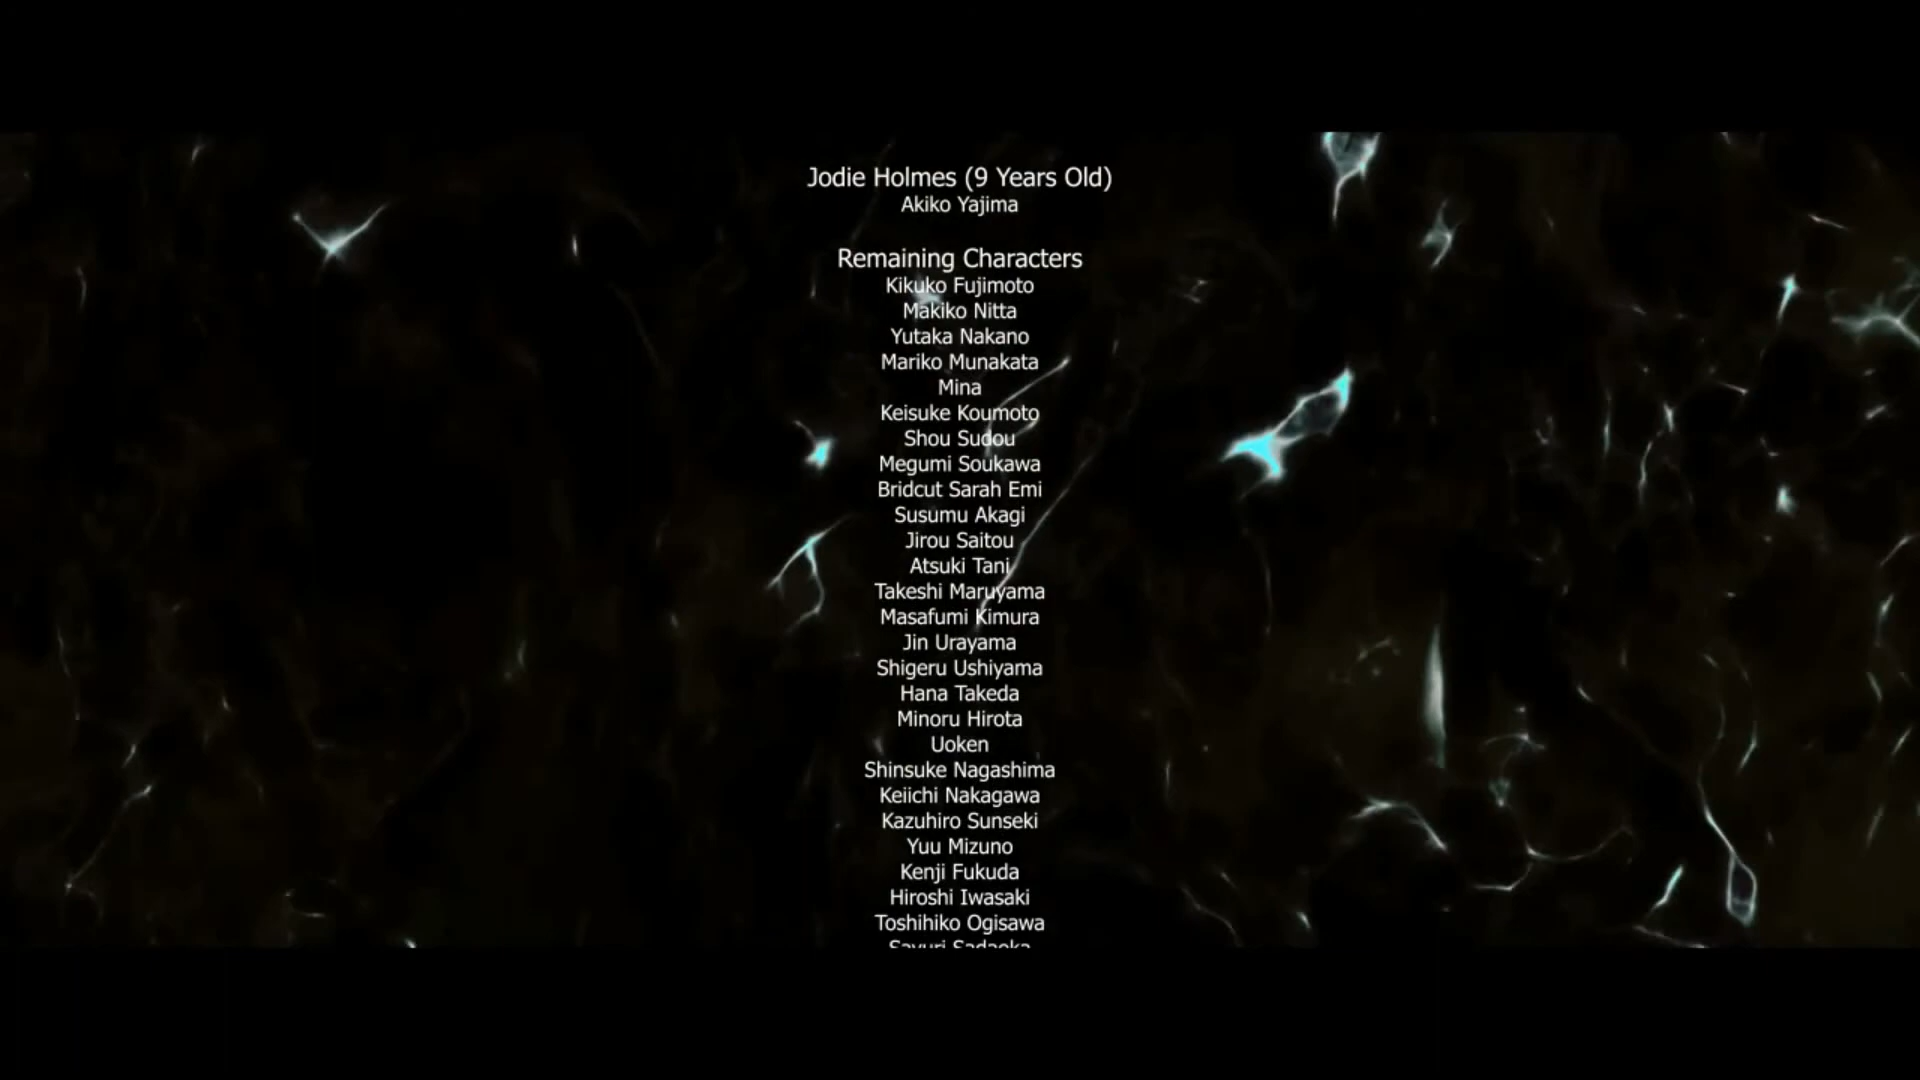 Jodie Holmes (9 Years Old)
Akiko Yajima
Remaining Characters
Kikuko Fujimoto
Makiko Nitta
Yutaka Nakano
Mariko Munakata
Mina
Keisuke Koumoto
Shou Sudou
Megumi Soukawa
Bridcut Sarah Emi
Susumu Akagi
Jirou Saitou
Atsuki Tani
Takeshi Maruyama
Masafumi Kimura
Jin Urayama
Shigeru Ushiyama
Hana Takeda
Minoru Hirota
Uoken
Shinsuke Nagashima
Keiichi Nakagawa
Kazuhiro Sunseki
Yuu Mizuno
Kenji Fukuda
Hiroshi Iwasaki
Toshihiko Ogisawa
Sayuri Sadaoka